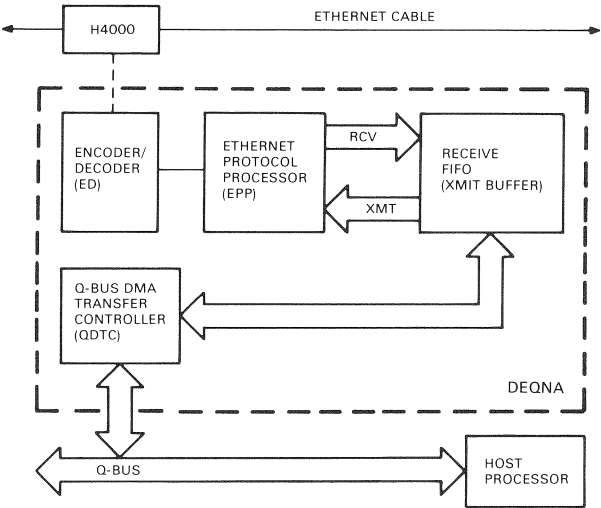 H4000
ETHERNET CABLE
ENCODER/
DECODER
(ED)
ETHERNET
PROTOCOL
PROCESSOR
(EPP)
RCV
XMT
RECEIVE
FIFO
(XMIT BUFFER)
Q-BUS DMA
TRANSFER
CONTROLLER
(QDTC)
DEQNA
Q-BUS
HOST
PROCESSOR